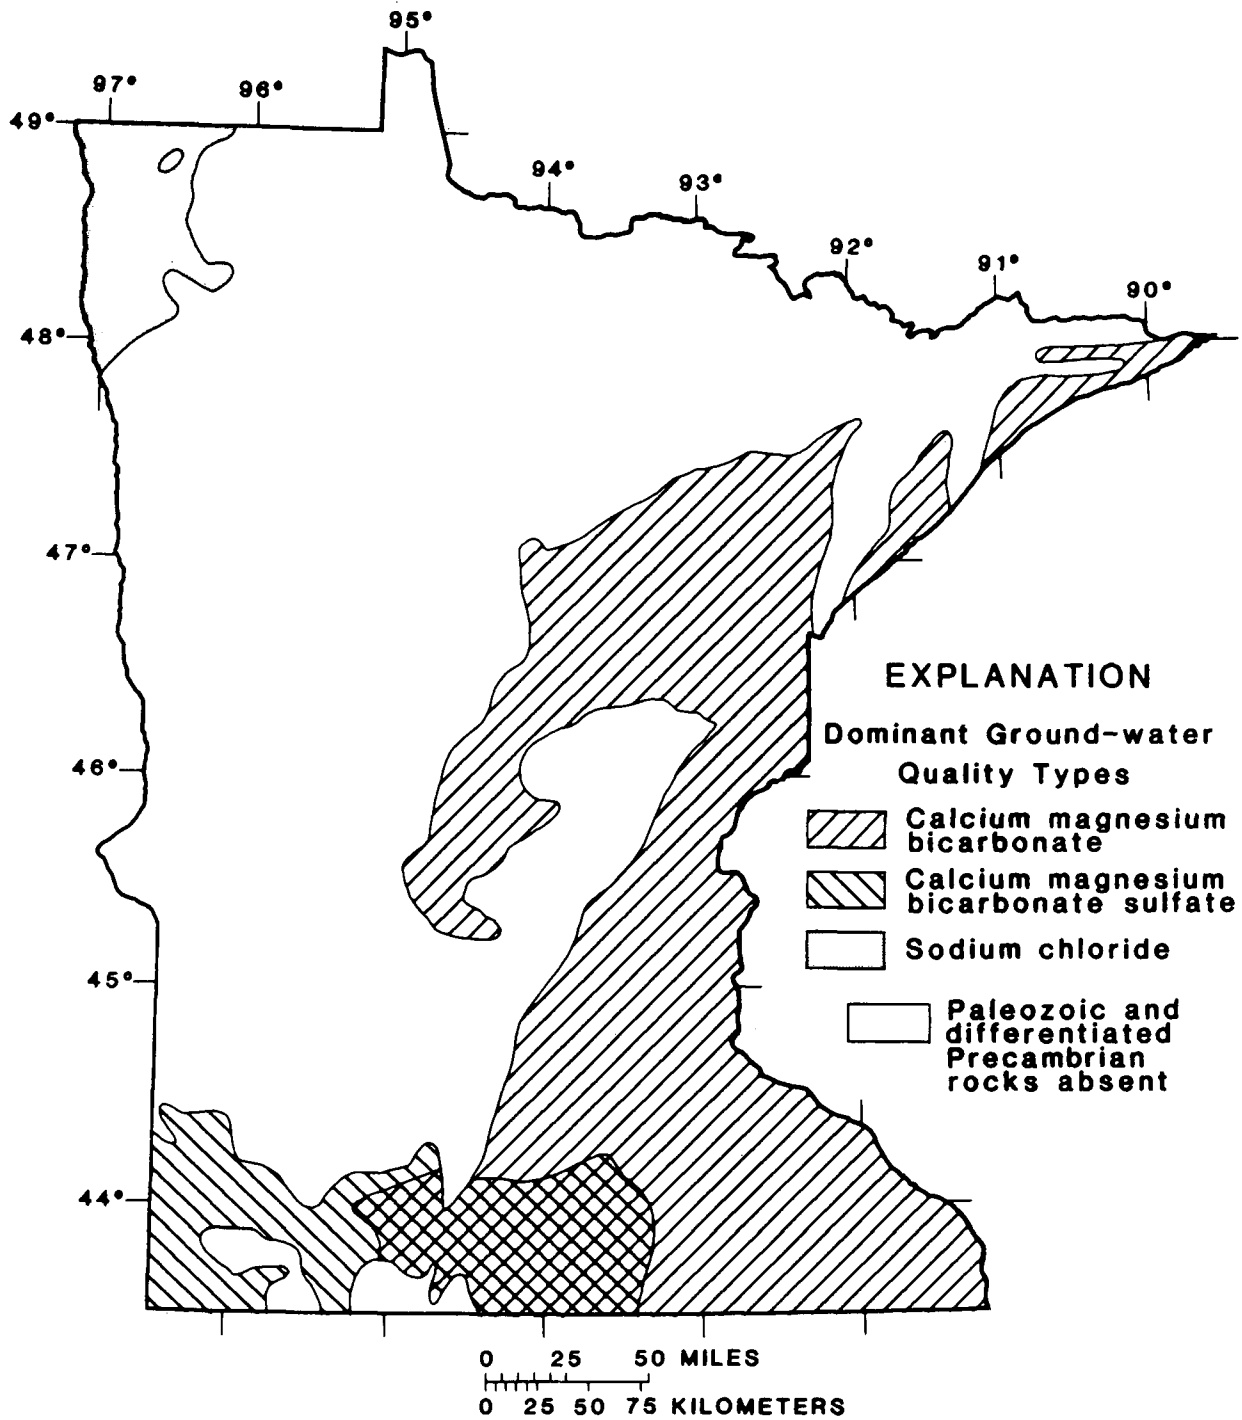 95°
97°
96°
49°
94°
93°
92°
91°
90°
48°
47°
EXPLANATION
Dominant Ground-water
Quality Types
46°
Calcium magnesium
bicarbonate
Calcium magnesium
bicarbonate sulfate
Sodium chloride
45°
Paleozoic and
differentiated
Precambrian
rocks absent
44°
0 25 50 MILES
0 25 50 75 KILOMETERS